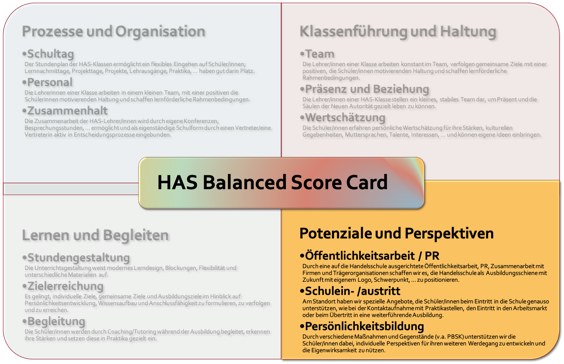 Prozesse und Organisation
•Schultag
Der Stundenplan der HAS-Klassen ermöglicht ein flexibles Eingehen auf Schüler/innen,
Lernnachmittage, Projekttage, Projekte, Lehrausgänge, Praktika,… haben gut darin Platz.
•Personal
Die Lehrerinnen einer Klasse arbeiten in einem kleinen Team, mit einer positiven die
Schüler/innen motivierenden Haltung und schaffen lernförderliche Rahmenbedingungen.
•Zusammenhalt
Die Zusammenarbeit der HAS-Lehrer/innen wird durch eigene Konferenzen,
Besprechungsstunden,… ermöglicht und als eigenständige Schulform durch einen Vertreter/eine
Vertreterin aktiv in Entscheidungsprozesse eingebunden.
Klassenführung und Haltung
•Team
Die Lehrer/innen einer Klasse arbeiten konstant im Team, verfolgen gemeinsame Ziele mit einer
positiven, die Schüler/innen motivierenden Haltung und schaffen lernförderliche
Rahmenbedingungen.
•Präsenz und Beziehung
Die Lehrer/innen einer HAS-Klasse stellen ein kleines, stabiles Team dar, um Präsent und die
Säulen der Neuen Autorität gezielt leben zu können.
•Wertschätzung
Die Schüler/innen erfahren persönliche Wertschätzung für ihre Stärken, kulturellen
Gegebenheiten, Muttersprachen, Talente, Interessen,… und können eigene Ideen einbringen.
HAS Balanced Score Card
Lernen und Begleiten
•Stundengestaltung
Die Unterrichtsgestaltung weist modernes Lerndesign, Blockungen, Flexibilität und
unterschiedliche Materialien auf.
•Zielerreichung
Es gelingt, individuelle Ziele, gemeinsame Ziele und Ausbildungsziele im Hinblick auf
Persönlichkeitsentwicklung, Wissensaufbau und Anschlussfähigkeit zu formulieren, zu verfolgen
und zu erreichen.
•Begleitung
Die Schüler/innen werden durch Coaching/Tutoring während der Ausbildung begleitet, erkennen
ihre Stärken und setzen diese in Praktika gezielt ein.
Potenziale und Perspektiven
•Öffentlichkeitsarbeit / PR
Durch eine auf die Handelsschule ausgerichtete Öffentlichkeitsarbeit, PR, Zusammenarbeit mit
Firmen und Trägerorganisationen schaffen wir es, die Handelsschule als Ausbildungsschiene mit
Zukunft mit eigenem Logo, Schwerpunkt, … zu positionieren.
•Schulein- /austritt
Am Standort haben wir spezielle Angebote, die Schüler/innen beim Eintritt in die Schule genauso
unterstützen, wie bei der Kontaktaufnahme mit Praktikastellen, den Eintritt in den Arbeitsmarkt
oder beim Übertritt in eine weiterführende Ausbildung.
•Persönlichkeitsbildung
Durch verschiedene Maßnahmen und Gegenstände (v.a. PBSK) unterstützen wir die
Schüler/innen dabei, individuelle Perspektiven für ihren weiteren Werdegang zu entwickeln und
die Eigenwirksamkeit zu nützen.